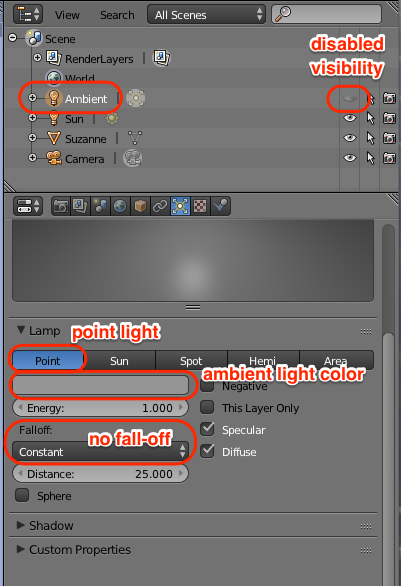 View Search All Scenes
Scene
disabled
visibility
RenderLayers
World
Ambient
Sun
Suzanne
Camera
Lamp
point light
Point Sun Spot Hemi Area
ambient light color
Negative
Energy: 1.000
This Layer Only
Falloff:
no fall-off
Specular
Constant
Diffuse
Distance: 25.000
Sphere
Shadow
Custom Properties